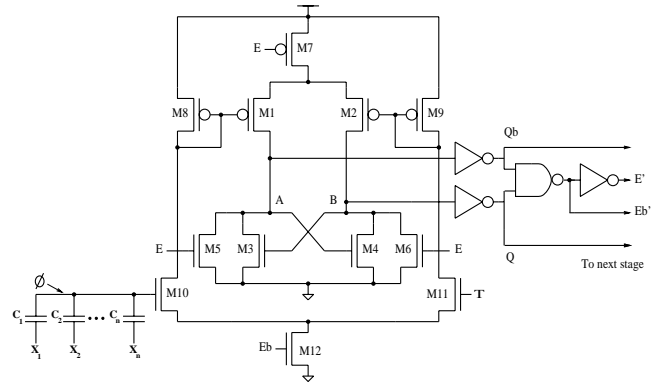 E
M7
M8
M1
M2
M9
Qb
E'
Eb'
A
B
E
M5
M3
M4
M6
E
Q
To next stage
ϕ
M10
M11
T
C1
C2
Cn
X1
X2
Xn
Eb
M12